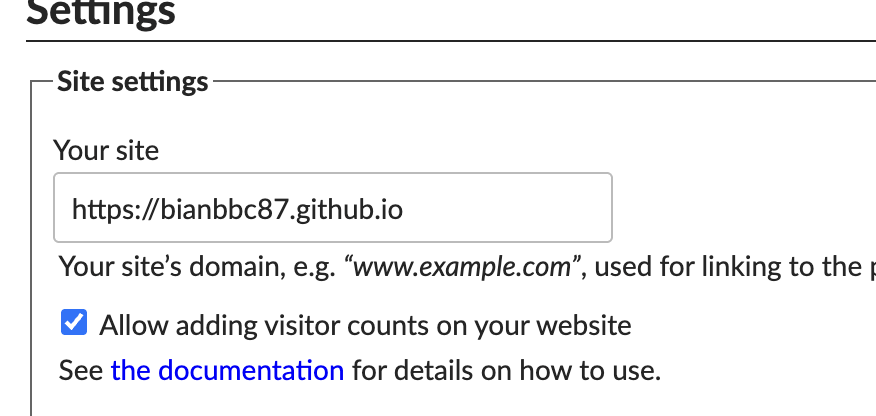 Settings
Site settings
Your site
https://bianbbc87.github.io
Your site’s domain, e.g. “www.example.com”, used for linking to the
Allow adding visitor counts on your website
See the documentation for details on how to use.